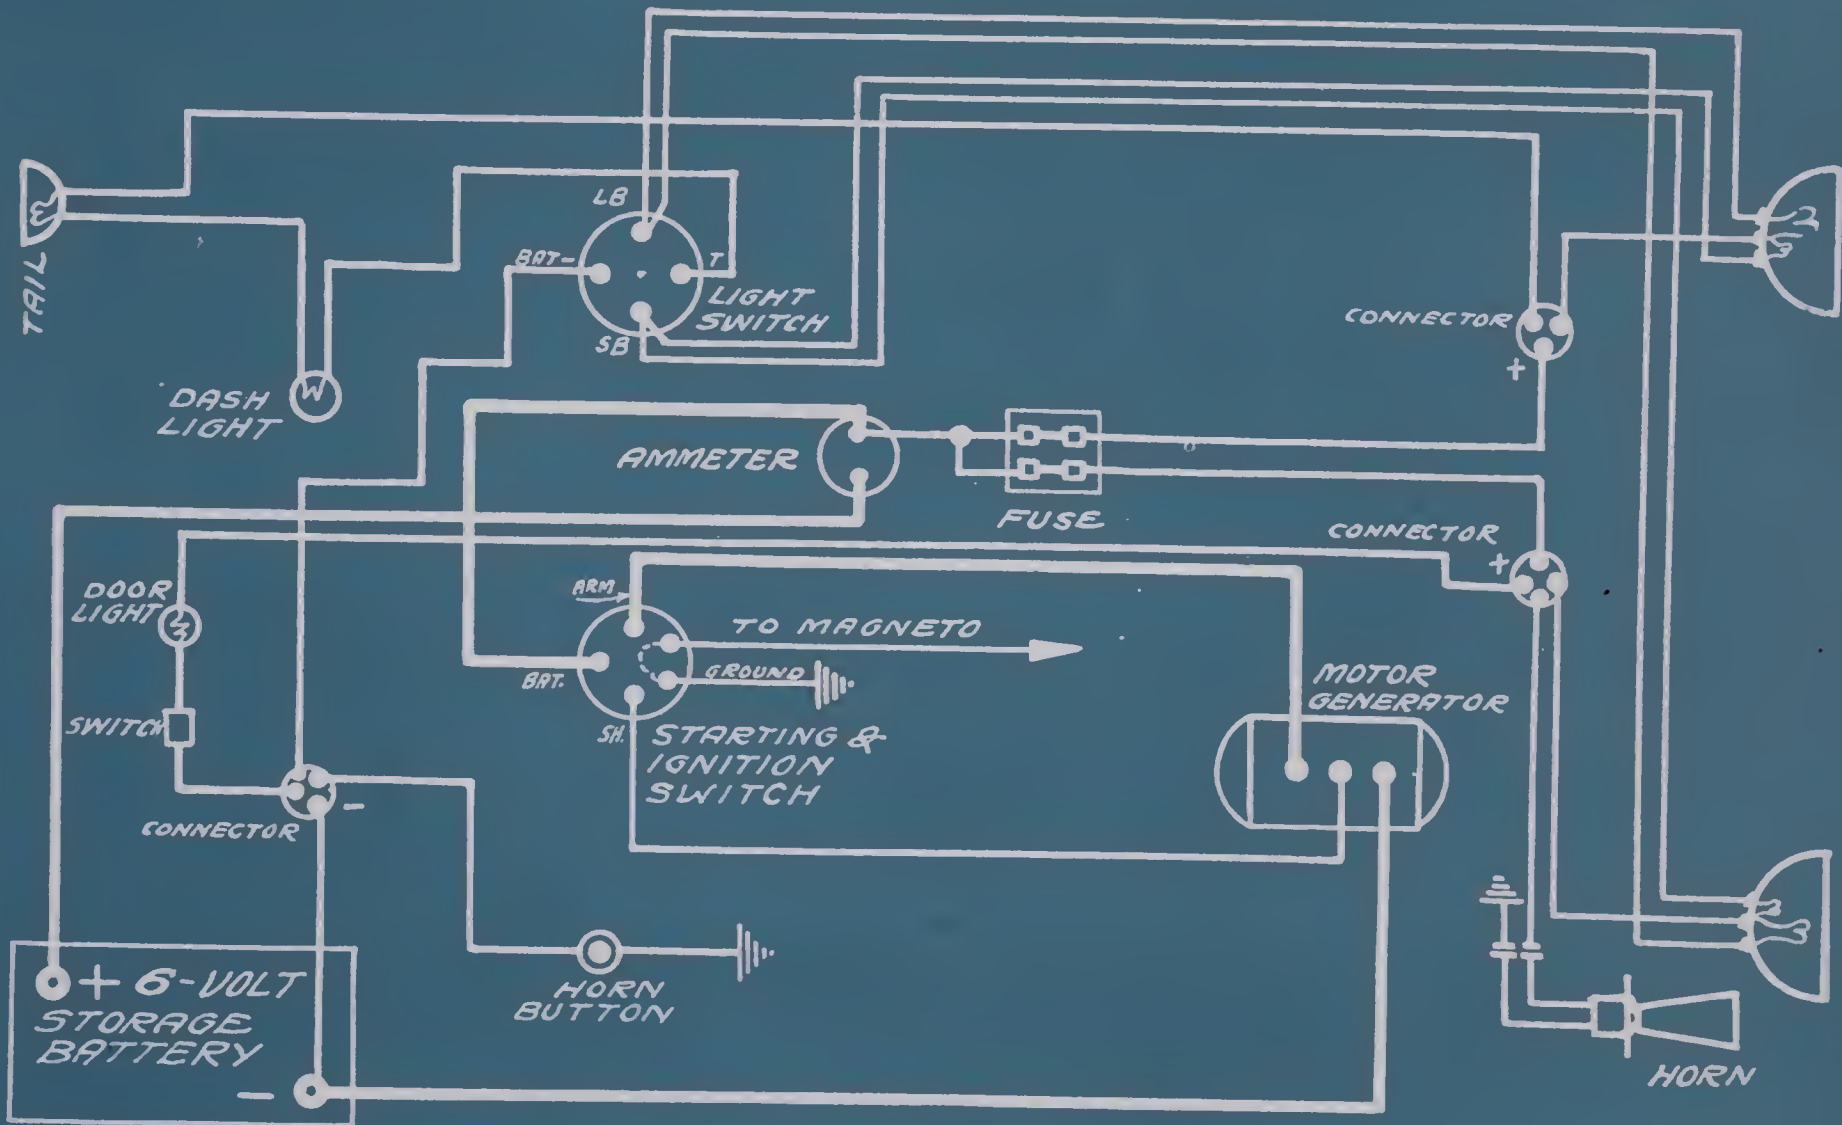 LB
TAIL
BAT-
T
LIGHT
SWITCH
SB
CONNECTOR
+
DASH
LIGHT
AMMETER
FUSE
CONNECTOR
+
DOOR
LIGHT
ARM
TO MAGNETO
BAT.
GROUND
MOTOR
GENERATOR
SWITCH
SH.
STARTING &
IGNITION
SWITCH
-
CONNECTOR
+ 6-VOLT
STORAGE
BATTERY
-
HORN
BUTTON
HORN